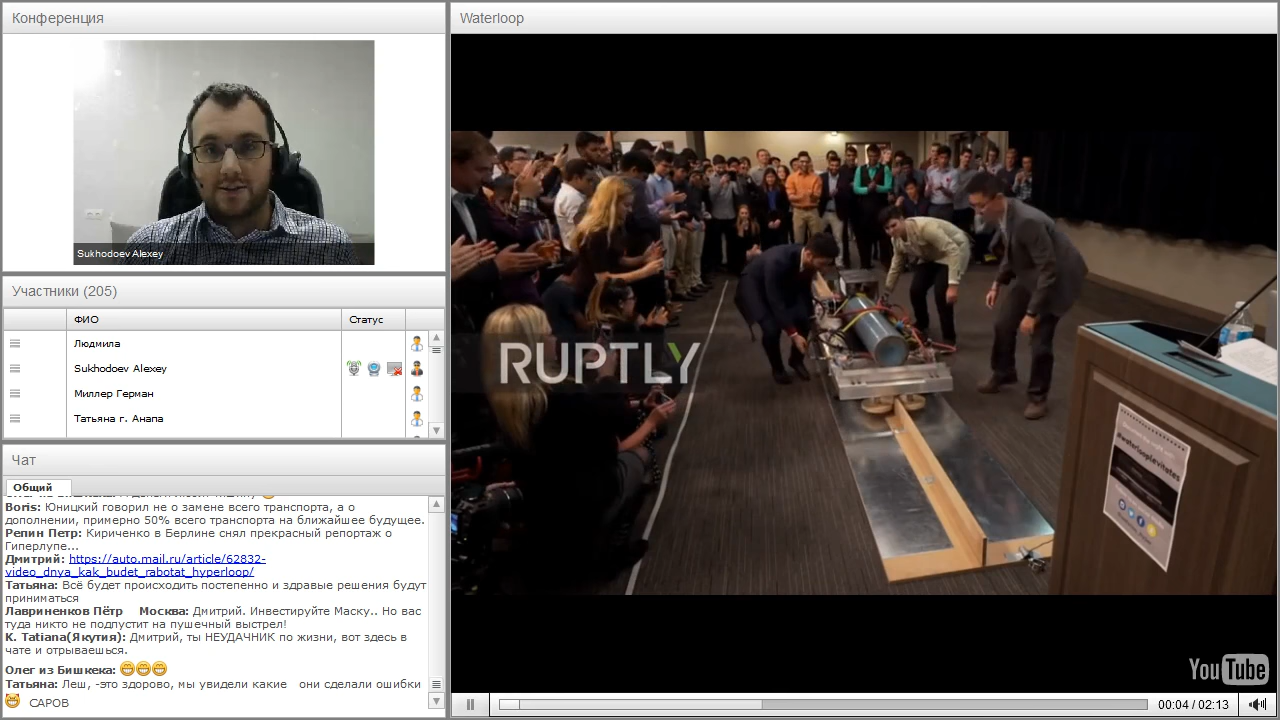 Конференция
Sukhodoev Alexey
Участники (205)
ФИО
Статус
Людмила
Sukhodoev Alexey
Миллер Герман
Татьяна г. Анапа
Чат
Общий
Boris: Юницкий говорил не о замене всего транспорта, а о
дополнении, примерно 50% всего транспорта на ближайшее будущее.
Репин Петр: Кириченко в Берлине снял прекрасный репортаж о
Гиперлупе...
Дмитрий: https://auto.mail.ru/article/62832-
video_dnya_kak_budet_rabotat_hyperloop/
Татьяна: Всё будет происходить постепенно и здравые решения будут
приниматься
Лавриненков Пётр Москва: Дмитрий. Инвестируйте Маску.. Но вас
туда никто не подпустит на пушечный выстрел!
К. Tatiana(Якутия): Дмитрий, ты НЕУДАЧНИК по жизни, вот здесь в
чате и отрываешься.
Олег из Бишкека:
Татьяна: Леш, -это здорово, мы увидели какие они сделали ошибки
САРОВ
Waterloop
RUPTLY
#waterlooplevitates
YouTube
00:04 / 02:13